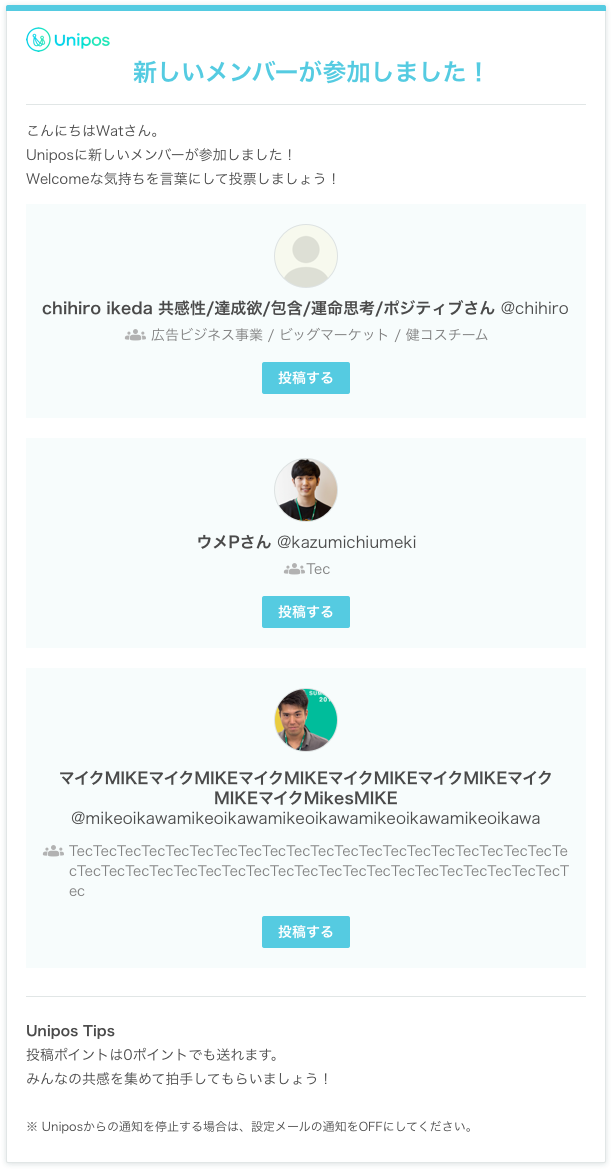 Unipos
新しいメンバーが参加しました！
こんにちはWatさん。
Uniposに新しいメンバーが参加しました！
Welcomeな気持ちを言葉にして投票しましょう！
chihiro ikeda 共感性/達成欲/包含/運命思考/ポジティブさん @chihiro
広告ビジネス事業 / ビッグマーケット / 健コスチーム
投稿する
ウメPさん @kazumichiumeki
Tec
投稿する
SUM
201
マイクMIKEマイクMIKEマイクMIKEマイクMIKEマイクMIKEマイク
MIKEマイクMikesMIKE
@mikeoikawamikeoikawamikeoikawamikeoikawamikeoikawa
TecTecTecTecTecTecTecTecTecTecTecTecTecTecTecTecTecTecTecTecTe
cTecTecTecTecTecTecTecTecTecTecTecTecTecTecTecTecTecTecTecTecT
ec
投稿する
Unipos Tips
投稿ポイントは0ポイントでも送れます。
みんなの共感を集めて拍手してもらいましょう！
※ Uniposからの通知を停止する場合は、設定メールの通知をOFFにしてください。